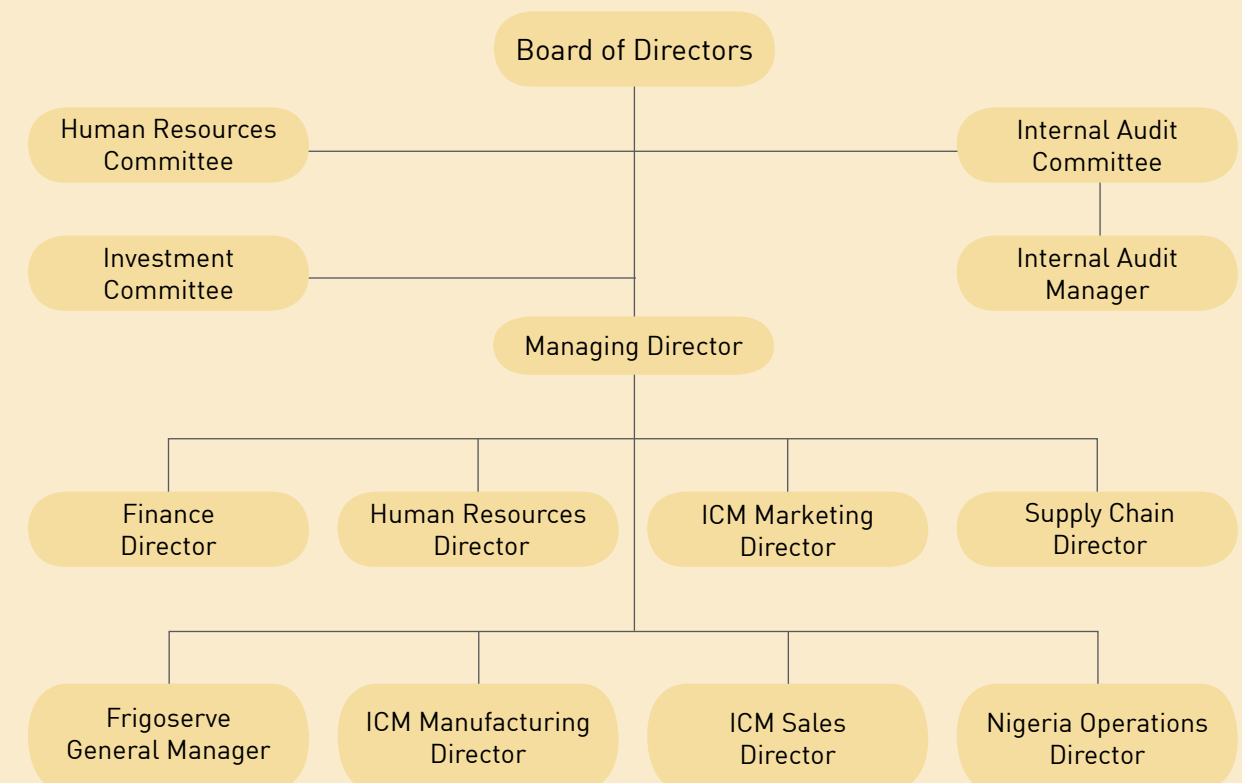 Board of Directors
Human Resources
Committee
Internal Audit
Committee
Investment
Committee
Internal Audit
Manager
Managing Director
Finance
Director
Human Resources
Director
ICM Marketing
Director
Supply Chain
Director
Frigoserve
General Manager
ICM Manufacturing
Director
ICM Sales
Director
Nigeria Operations
Director